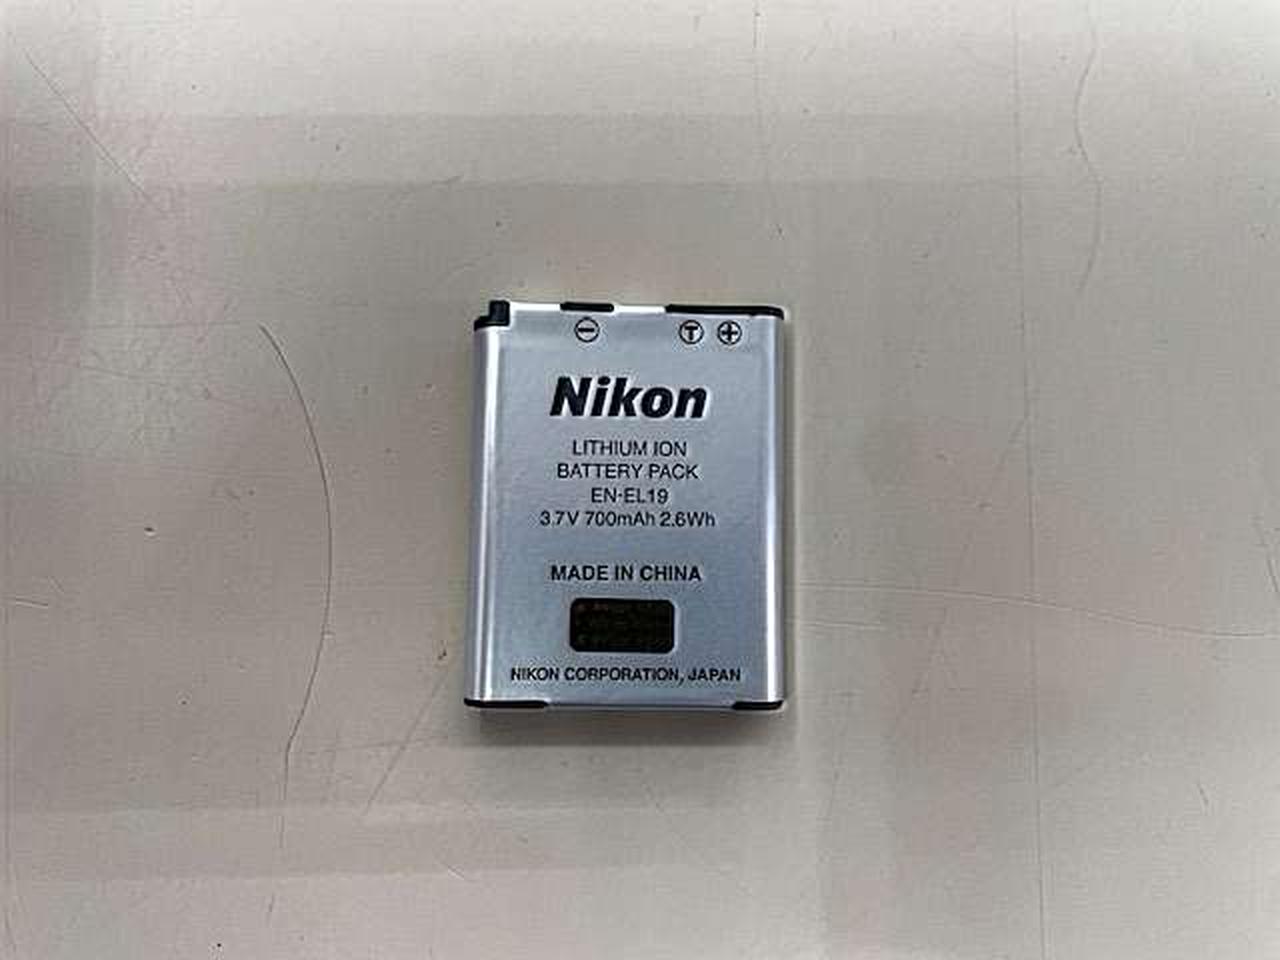 ⊖ Ⓣ ⊕
Nikon
LITHIUM ION
BATTERY PACK
EN-EL19
3.7V 700mAh 2.6Wh
MADE IN CHINA
NIKON CORPORATION, JAPAN